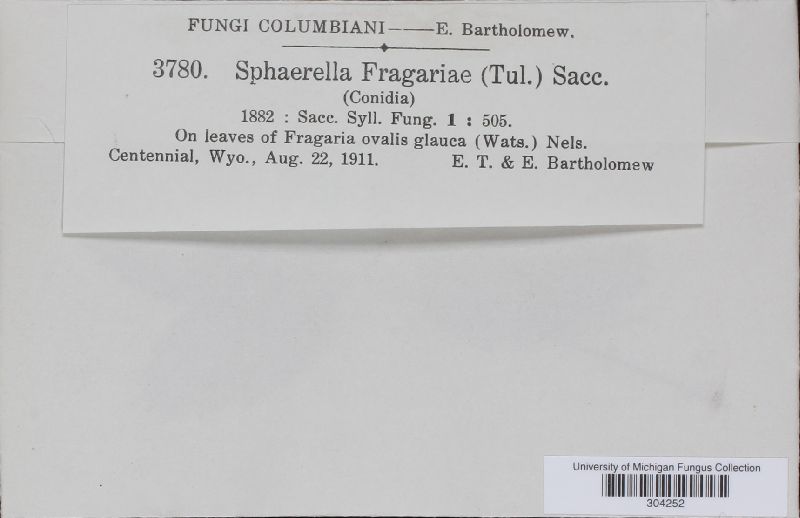 FUNGI COLUMBIANI——E. Bartholomew.
3780. Sphaerella Fragariae (Tul.) Sacc.
(Conidia)
1882 : Sacc. Syll. Fung. 1 : 505.
On leaves of Fragaria ovalis glauca (Wats.) Nels.
Centennial, Wyo., Aug. 22, 1911. E. T. & E. Bartholomew
University of Michigan Fungus Collection
304252